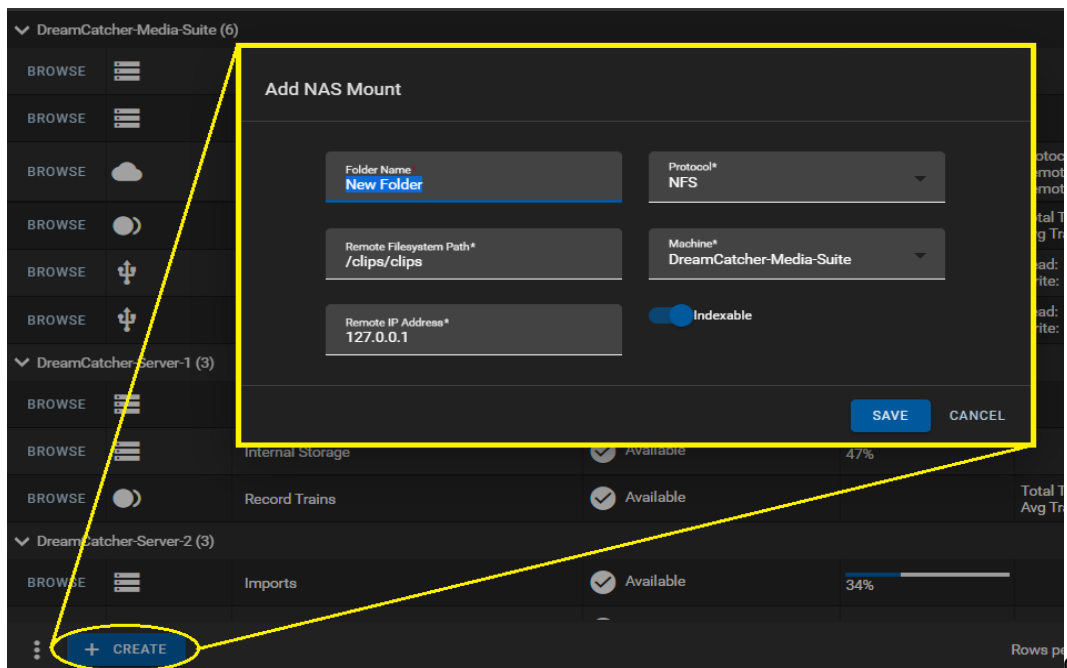 DreamCatcher-Media-Suite (6)
BROWSE
BROWSE
BROWSE
BROWSE
BROWSE
BROWSE
Add NAS Mount
Folder Name
New Folder
Protocol*
NFS
Remote Filesystem Path*
/clips/clips
Machine*
DreamCatcher-Media-Suite
Remote IP Address*
127.0.0.1
Indexable
SAVE CANCEL
DreamCatcher-Server-1 (3)
BROWSE
BROWSE Internal Storage Available 47%
BROWSE Record Trains Available Total T
Avg Tra
DreamCatcher-Server-2 (3)
BROWSE Imports Available 34%
+ CREATE Rows pe